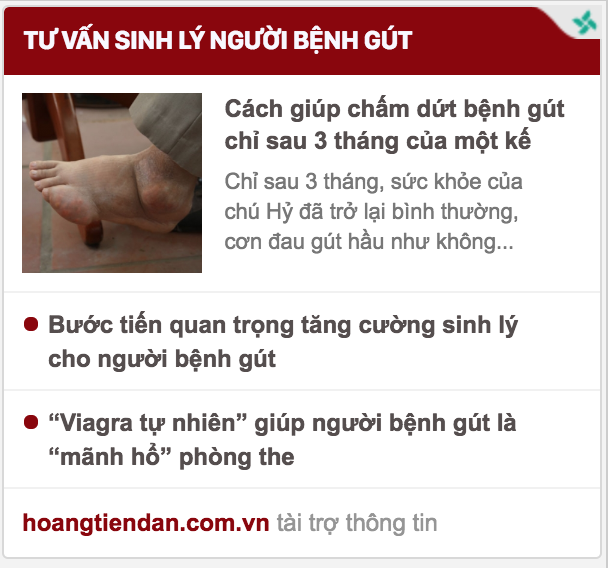 TƯ VẤN SINH LÝ NGƯỜI BỆNH GÚT
Cách giúp chấm dứt bệnh gút
chỉ sau 3 tháng của một kế
Chỉ sau 3 tháng, sức khỏe của
chú Hỷ đã trở lại bình thường,
cơn đau gút hầu như không...
Bước tiến quan trọng tăng cường sinh lý
cho người bệnh gút
“Viagra tự nhiên” giúp người bệnh gút là
“mãnh hổ” phòng the
hoangtiendan.com.vn tài trợ thông tin